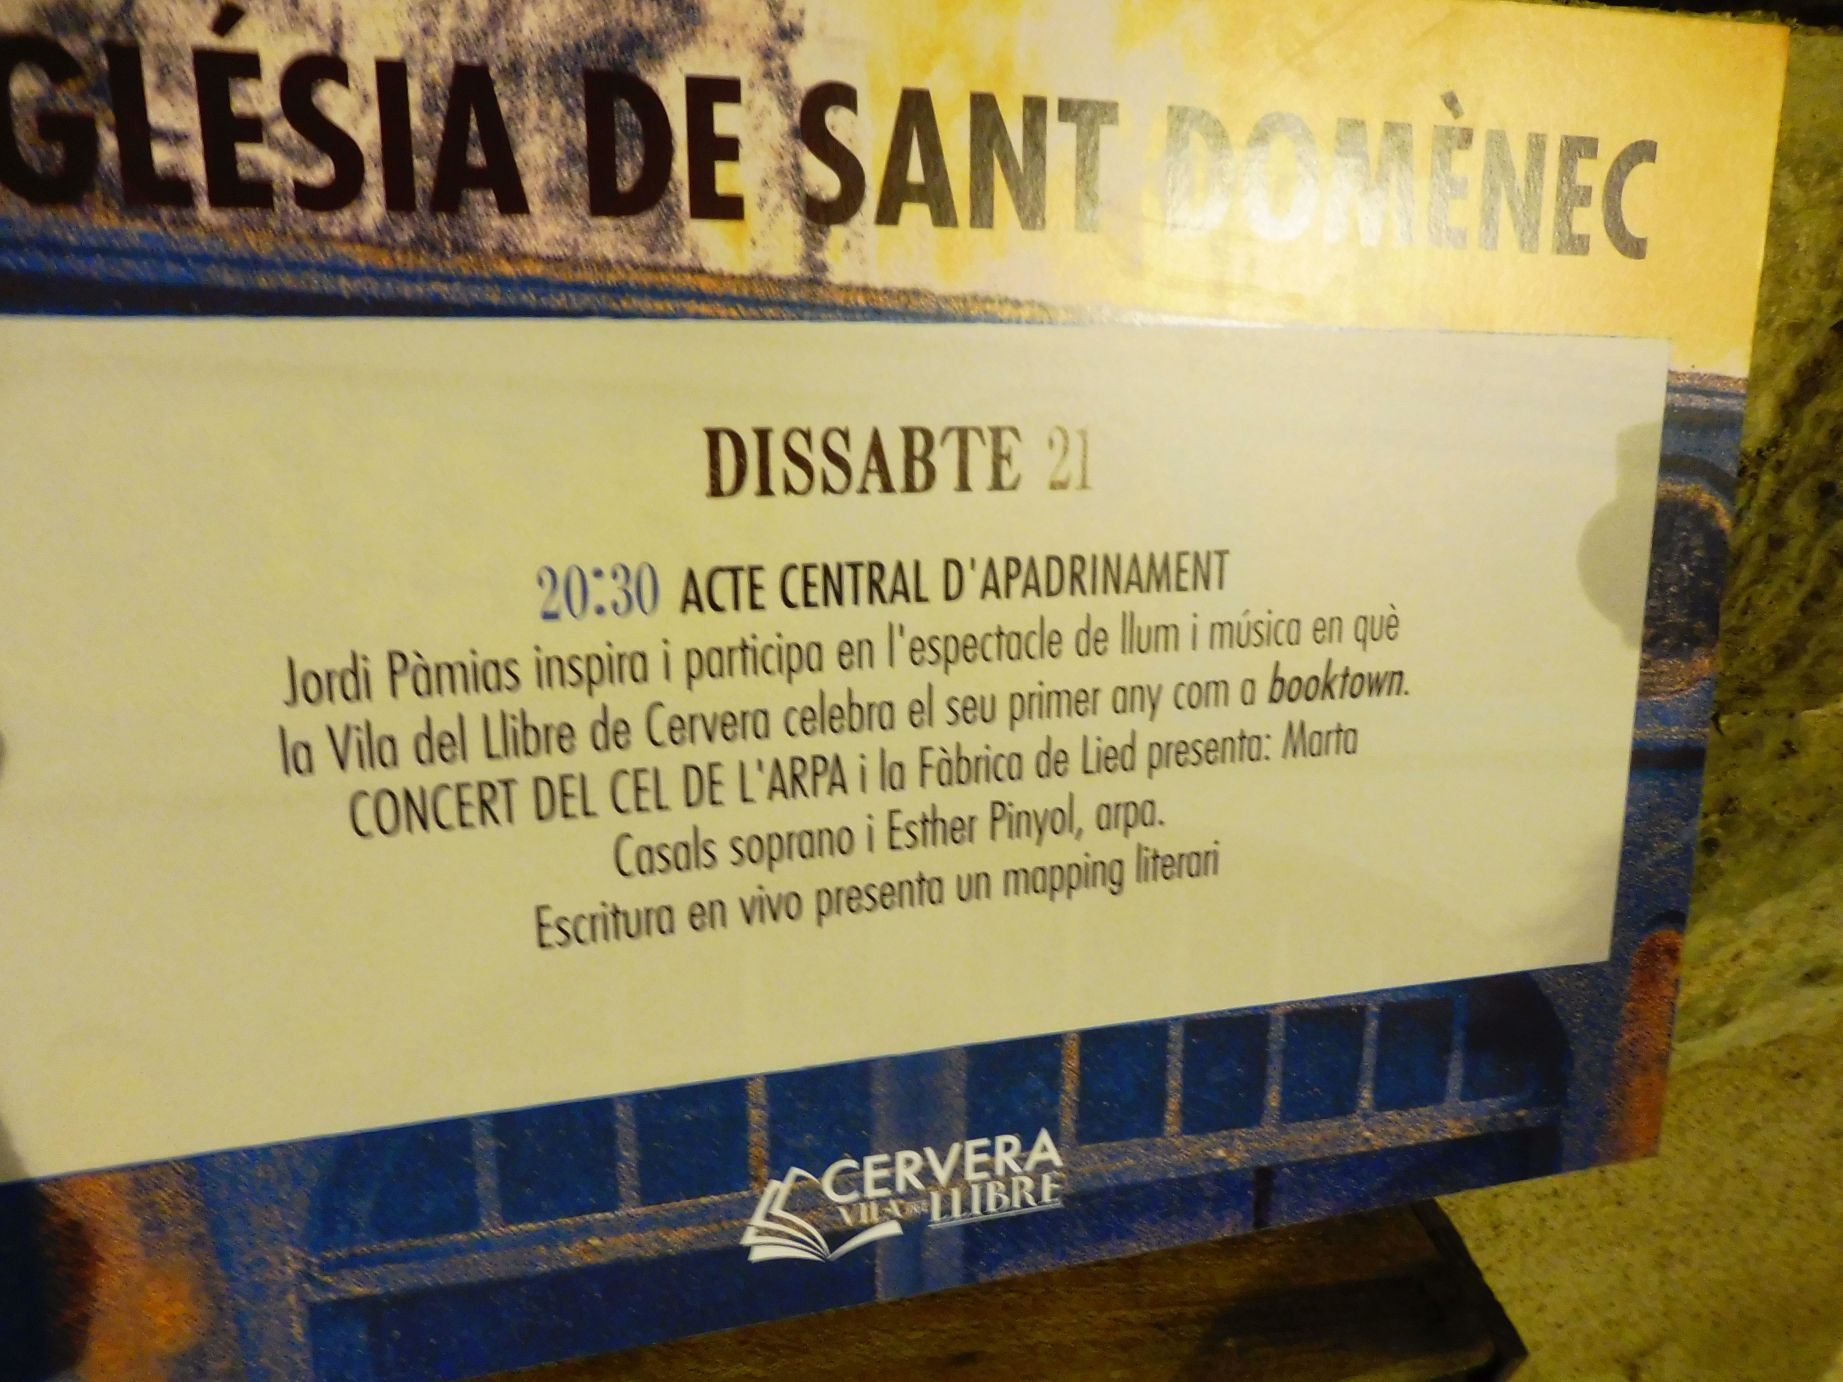 GLÉSIA DE SANT DOMÈNEC
DISSABTE 21
20:30 ACTE CENTRAL D'APADRINAMENT
Jordi Pàmias inspira i participa en l'espectacle de llum i música en què
la Vila del Llibre de Cervera celebra el seu primer any com a booktown.
CONCERT DEL CEL DE L'ARPA i la Fàbrica de Lied presenta: Marta
Casals soprano i Esther Pinyol, arpa.
Escritura en vivo presenta un mapping literari
CERVERA
VILA DEL LLIBRE